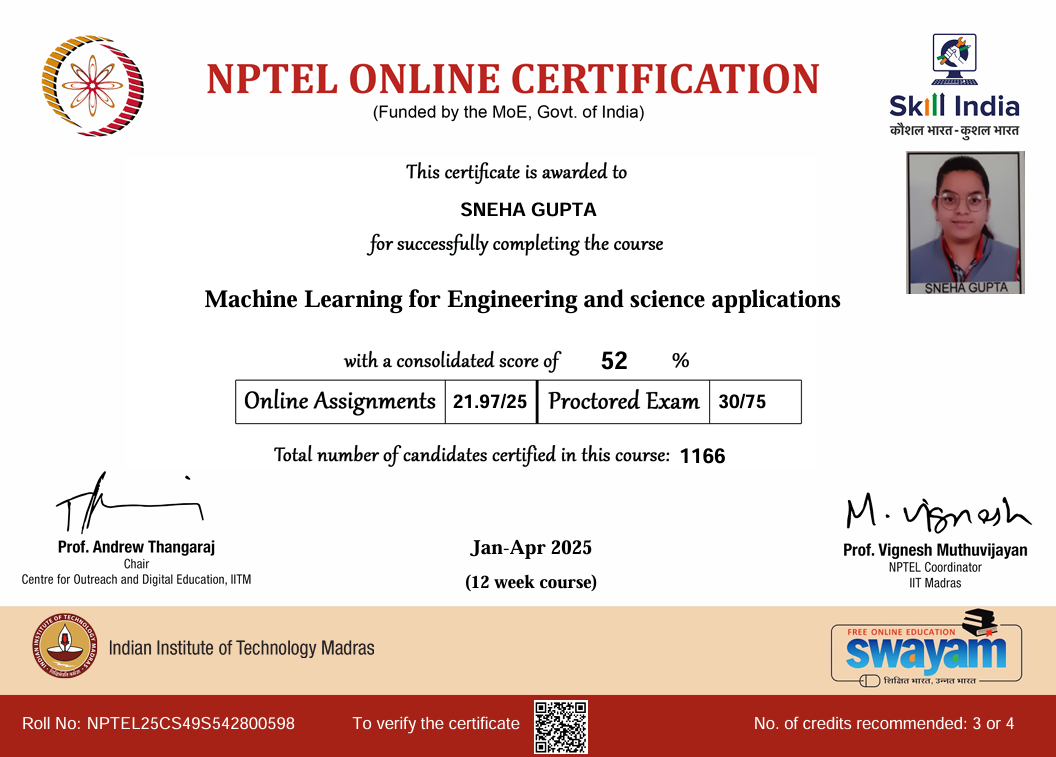 NPTEL ONLINE CERTIFICATION
(Funded by the MoE, Govt. of India)
Skill India
कौशल भारत - कुशल भारत
This certificate is awarded to
SNEHA GUPTA
for successfully completing the course
SNEHA GUPTA
Machine Learning for Engineering and science applications
with a consolidated score of 52 %
Online Assignments 21.97/25 Proctored Exam 30/75
Total number of candidates certified in this course: 1166
M. Vignesh
Prof. Andrew Thangaraj
Chair
Centre for Outreach and Digital Education, IITM
Jan-Apr 2025
(12 week course)
Prof. Vignesh Muthuvijayan
NPTEL Coordinator
IIT Madras
INDIAN INSTITUTE OF TECHNOLOGY MADRAS
Indian Institute of Technology Madras
FREE ONLINE EDUCATION
swayam
शिक्षित भारत, उन्नत भारत
Roll No: NPTEL25CS49S542800598
To verify the certificate
No. of credits recommended: 3 or 4